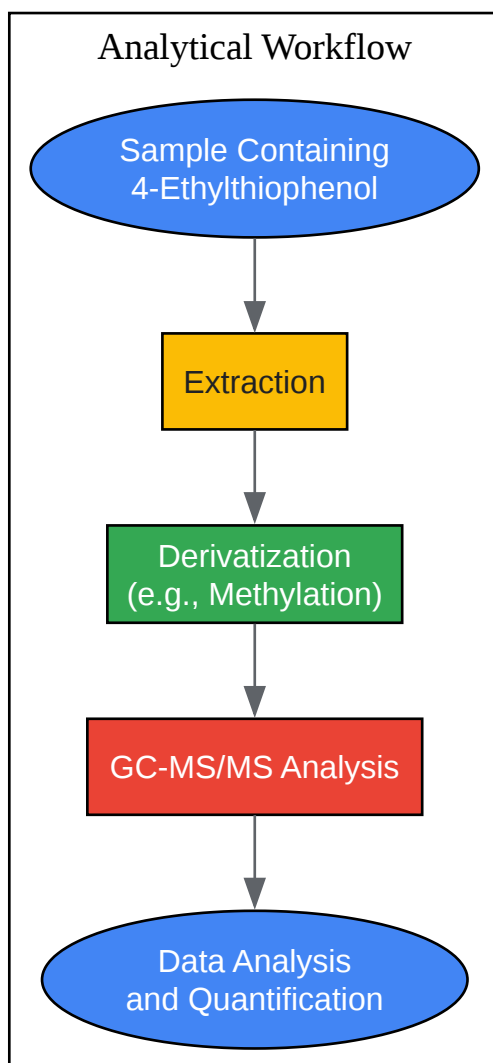 Analytical Workflow
Sample Containing
4-Ethylthiophenol
Extraction
Derivatization
(e.g., Methylation)
GC-MS/MS Analysis
Data Analysis
and Quantification